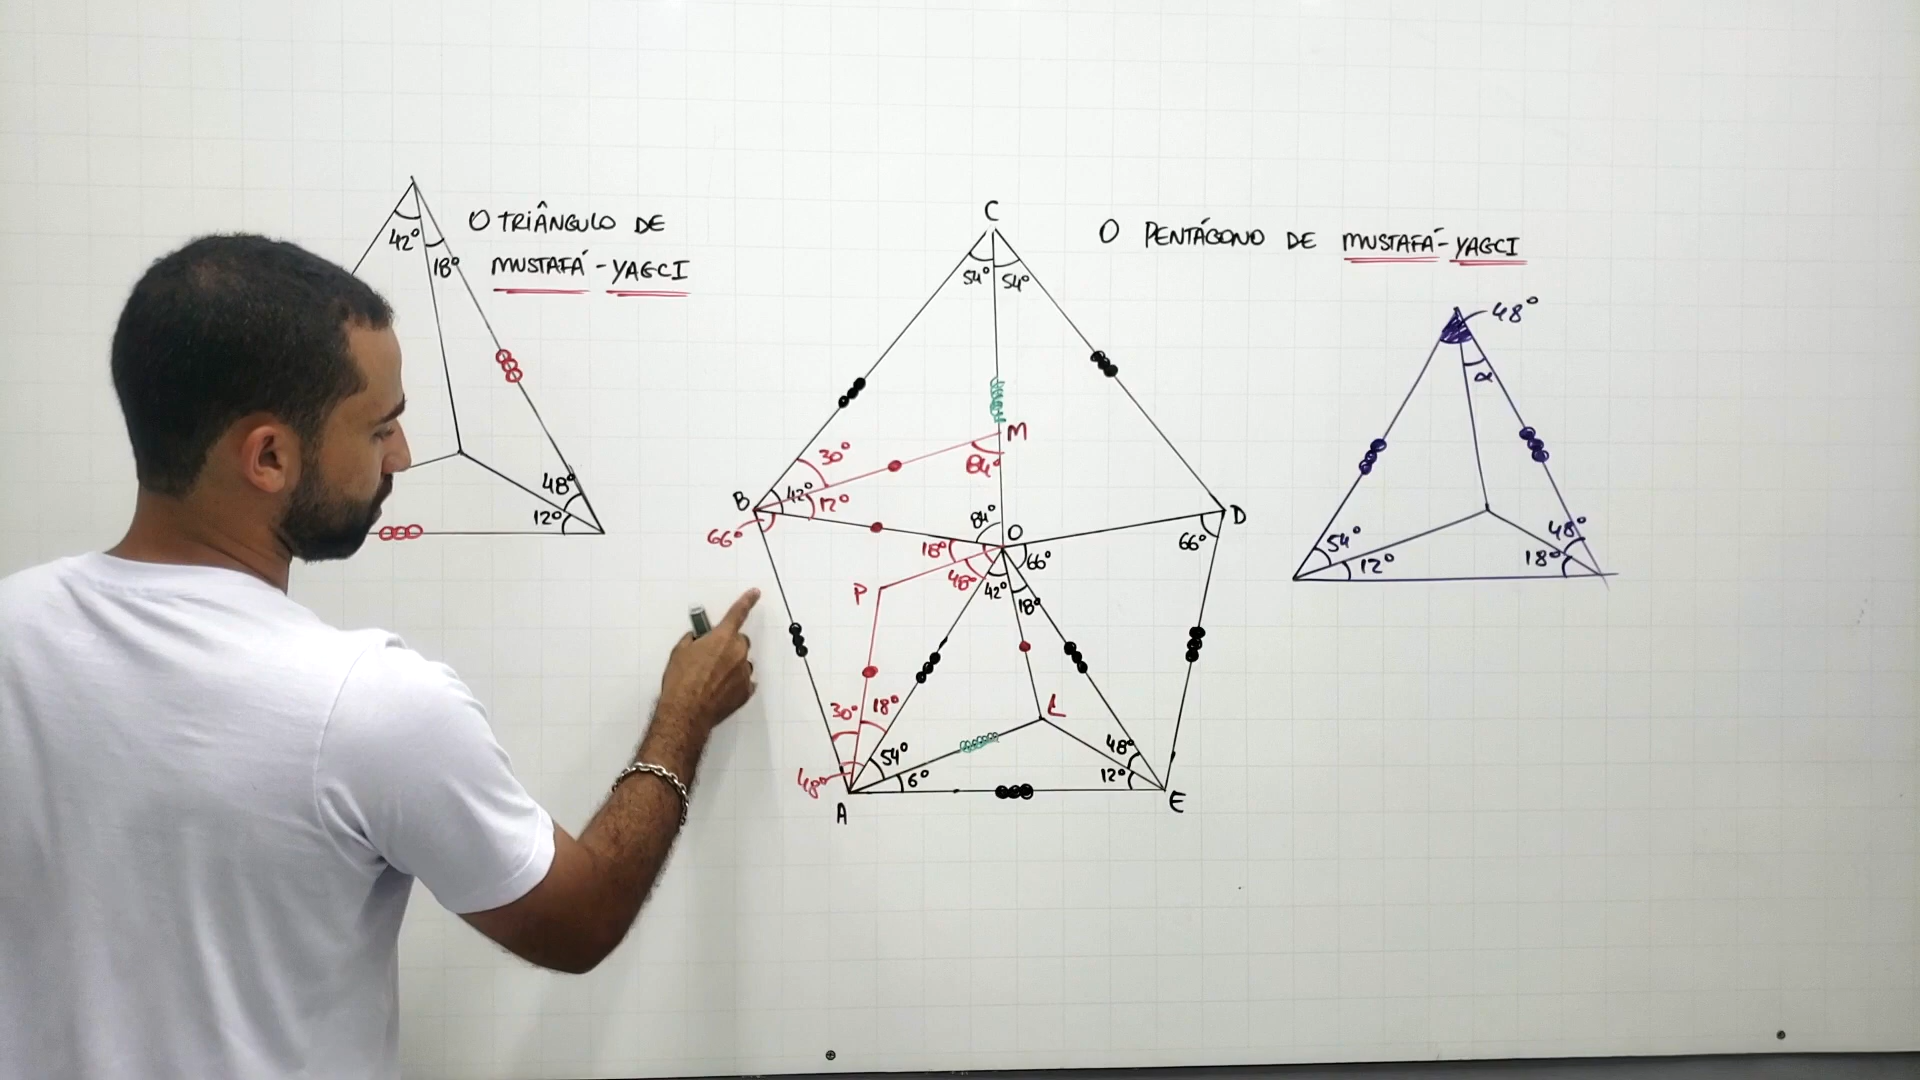 O TRIÂNGULO DE
MUSTAFÁ-YAGCI
42°
18°
48°
12°
C
54° 54°
M
30°
84°
B
42°
12°
66°
84°
O
18°
66°
48°
42°
18°
P
D
66°
30° 18°
L
54°
48°
6°
12°
48°
A
E
O PENTÁGONO DE MUSTAFÁ-YAGCI
48°
α
54°
12°
48°
18°